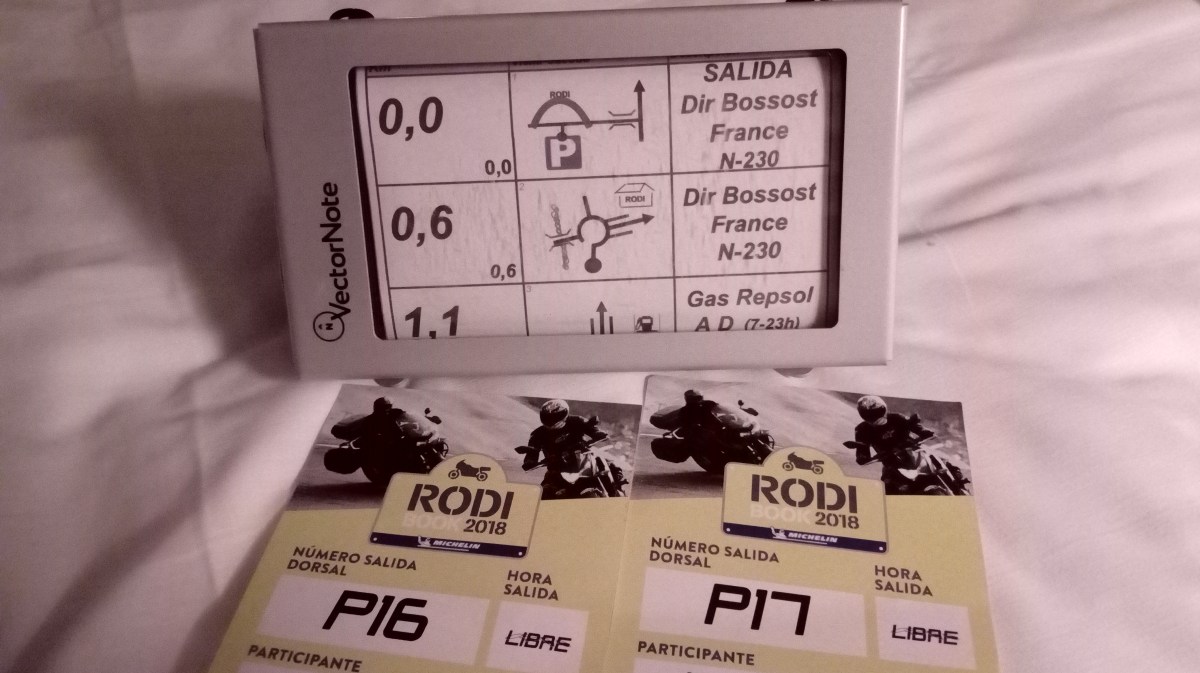 VectorNote
SALIDA
0,0
RODI
P
Dir Bossost
France
0,0
N-230
0,6
RODI
Dir Bossost
France
0,6
N-230
1,1
Gas Repsol
A D (7-23h)
RODI
BOOK 2018
MICHELIN
NÚMERO SALIDA
DORSAL
HORA
SALIDA
P16
LIBRE
PARTICIPANTE
RODI
BOOK 2018
MICHELIN
NÚMERO SALIDA
DORSAL
HORA
SALIDA
P17
LIBRE
PARTICIPANTE